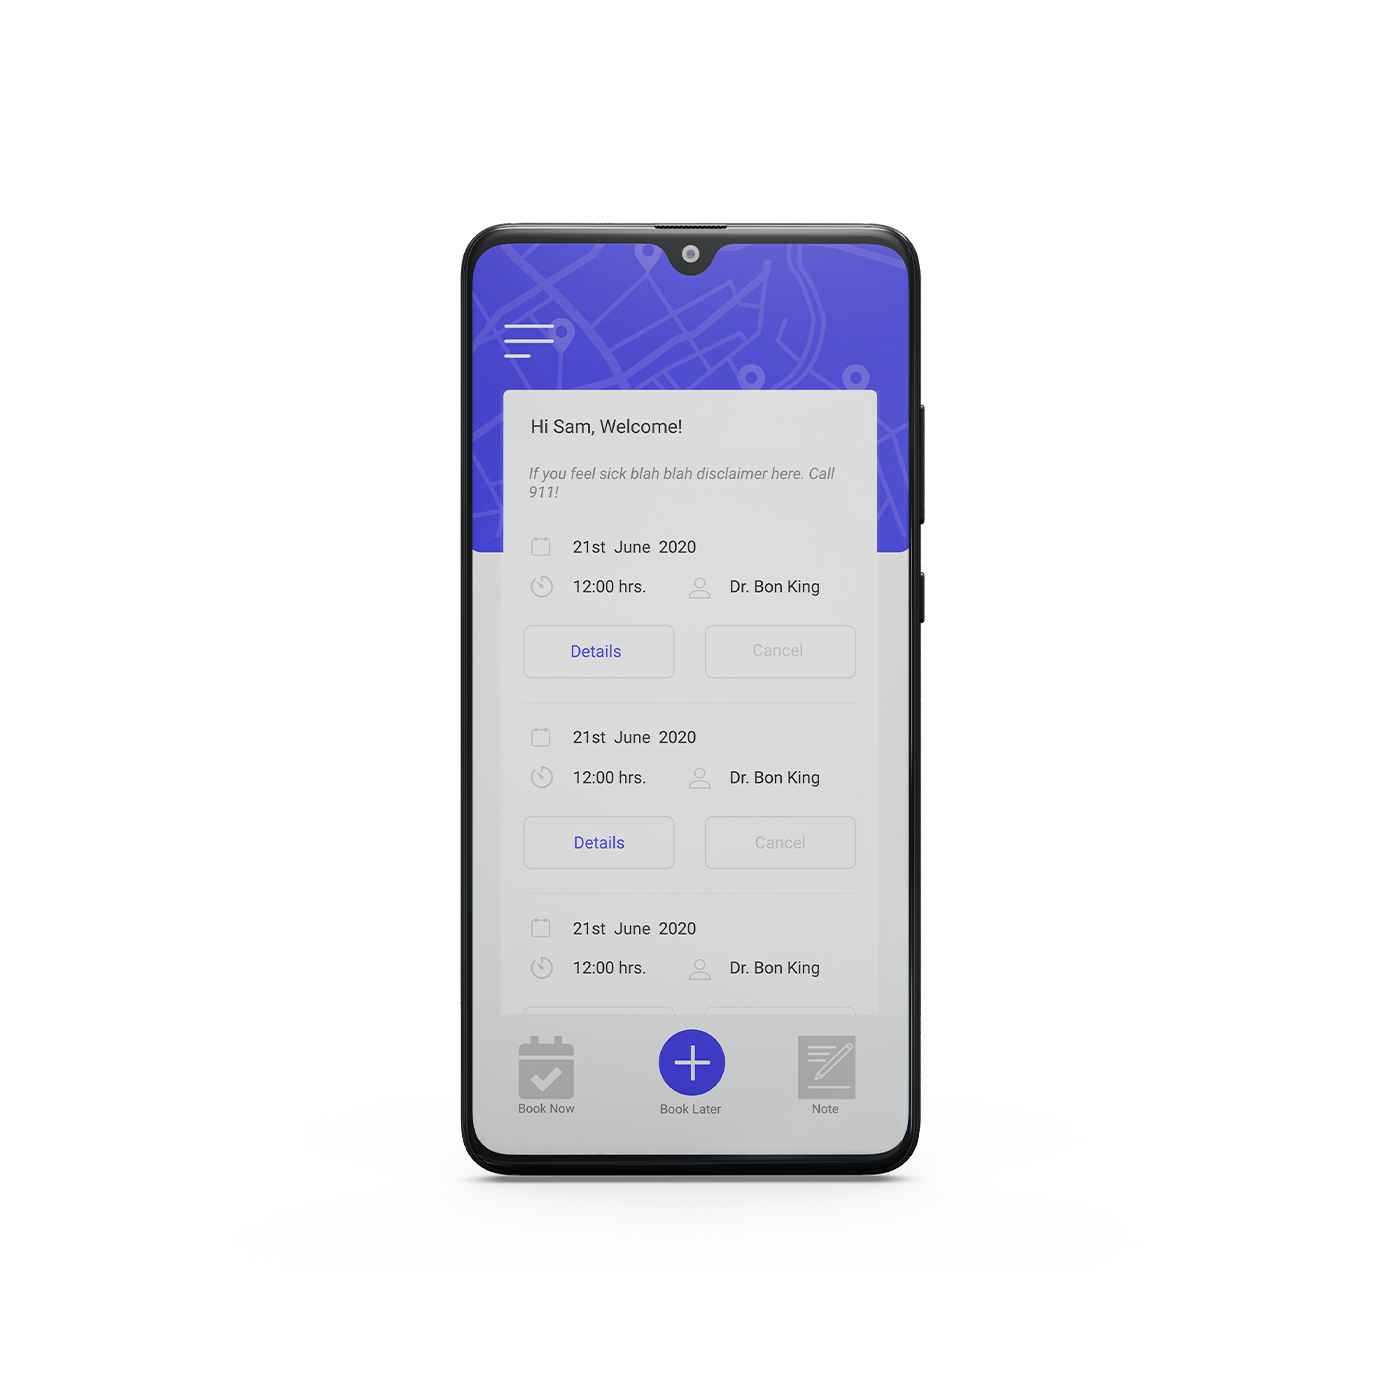 Hi Sam, Welcome!
If you feel sick blah blah disclaimer here. Call
911!
21st June 2020
12:00 hrs. Dr. Bon King
Details Cancel
21st June 2020
12:00 hrs. Dr. Bon King
Details Cancel
21st June 2020
12:00 hrs. Dr. Bon King
Book Now Book Later Note